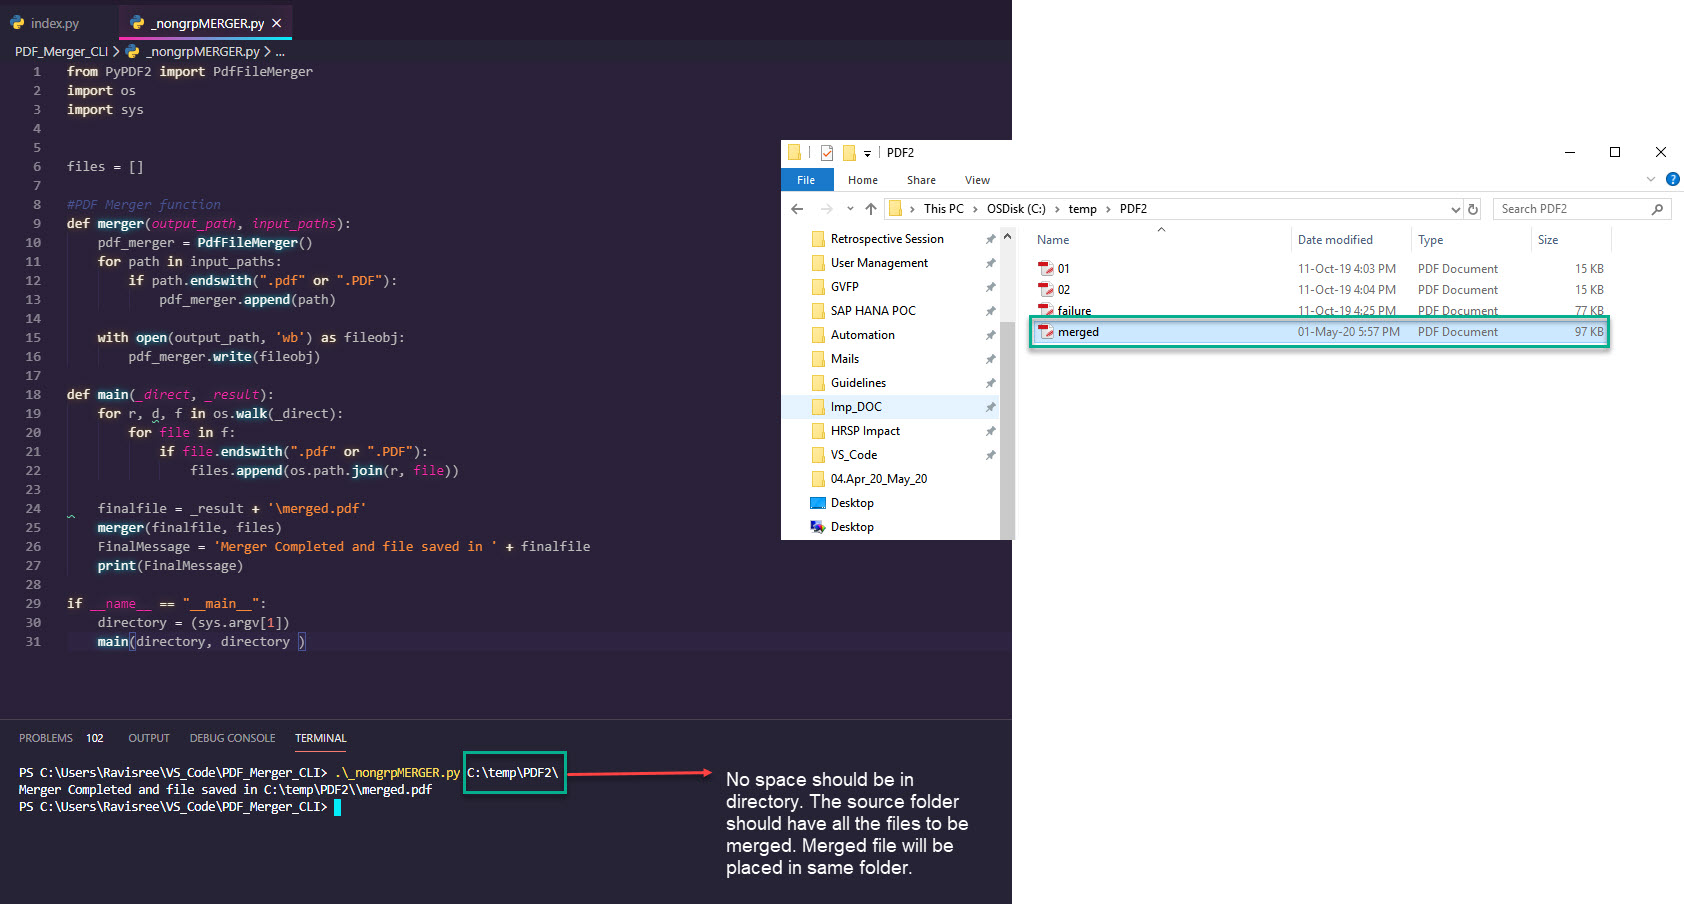 index.py
_nongrpMERGER.py
PDF_Merger_CLI > _nongrpMERGER.py > ...
1 from PyPDF2 import PdfFileMerger
2 import os
3 import sys
4
5
6 files = []
7
8 #PDF Merger function
9 def merger(output_path, input_paths):
10 pdf_merger = PdfFileMerger()
11 for path in input_paths:
12 if path.endswith(".pdf" or ".PDF"):
13 pdf_merger.append(path)
14
15 with open(output_path, 'wb') as fileobj:
16 pdf_merger.write(fileobj)
17
18 def main(_direct, _result):
19 for r, d, f in os.walk(_direct):
20 for file in f:
21 if file.endswith(".pdf" or ".PDF"):
22 files.append(os.path.join(r, file))
23
24 finalfile = _result + '\merged.pdf'
25 merger(finalfile, files)
26 FinalMessage = 'Merger Completed and file saved in ' + finalfile
27 print(FinalMessage)
28
29 if __name__ == "__main__":
30 directory = (sys.argv[1])
31 main(directory, directory )
PROBLEMS 102 OUTPUT DEBUG CONSOLE TERMINAL
PS C:\Users\Ravisree\VS_Code\PDF_Merger_CLI> .\_nongrpMERGER.py C:\temp\PDF2\
Merger Completed and file saved in C:\temp\PDF2\\merged.pdf
PS C:\Users\Ravisree\VS_Code\PDF_Merger_CLI>
No space should be in
directory. The source folder
should have all the files to be
merged. Merged file will be
placed in same folder.
PDF2
File Home Share View
This PC > OSDisk (C:) > temp > PDF2
Search PDF2
Retrospective Session
User Management
GVFP
SAP HANA POC
Automation
Mails
Guidelines
Imp_DOC
HRSP Impact
VS_Code
04.Apr_20_May_20
Desktop
Desktop
Name Date modified Type Size
01 11-Oct-19 4:03 PM PDF Document 15 KB
02 11-Oct-19 4:04 PM PDF Document 15 KB
failure 11-Oct-19 4:25 PM PDF Document 77 KB
merged 01-May-20 5:57 PM PDF Document 97 KB